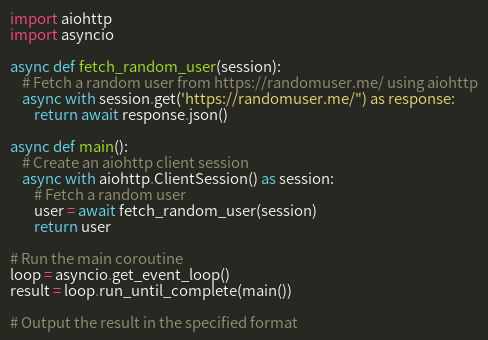 import aiohttp
import asyncio
async def fetch_random_user(session):
# Fetch a random user from https://randomuser.me/ using aiohttp
async with session.get('https://randomuser.me/") as response:
return await response.json()
async def main():
# Create an aiohttp client session
async with aiohttp.ClientSession() as session:
# Fetch a random user
user = await fetch_random_user(session)
return user
# Run the main coroutine
loop = asyncio.get_event_loop()
result = loop.run_until_complete(main())
# Output the result in the specified format